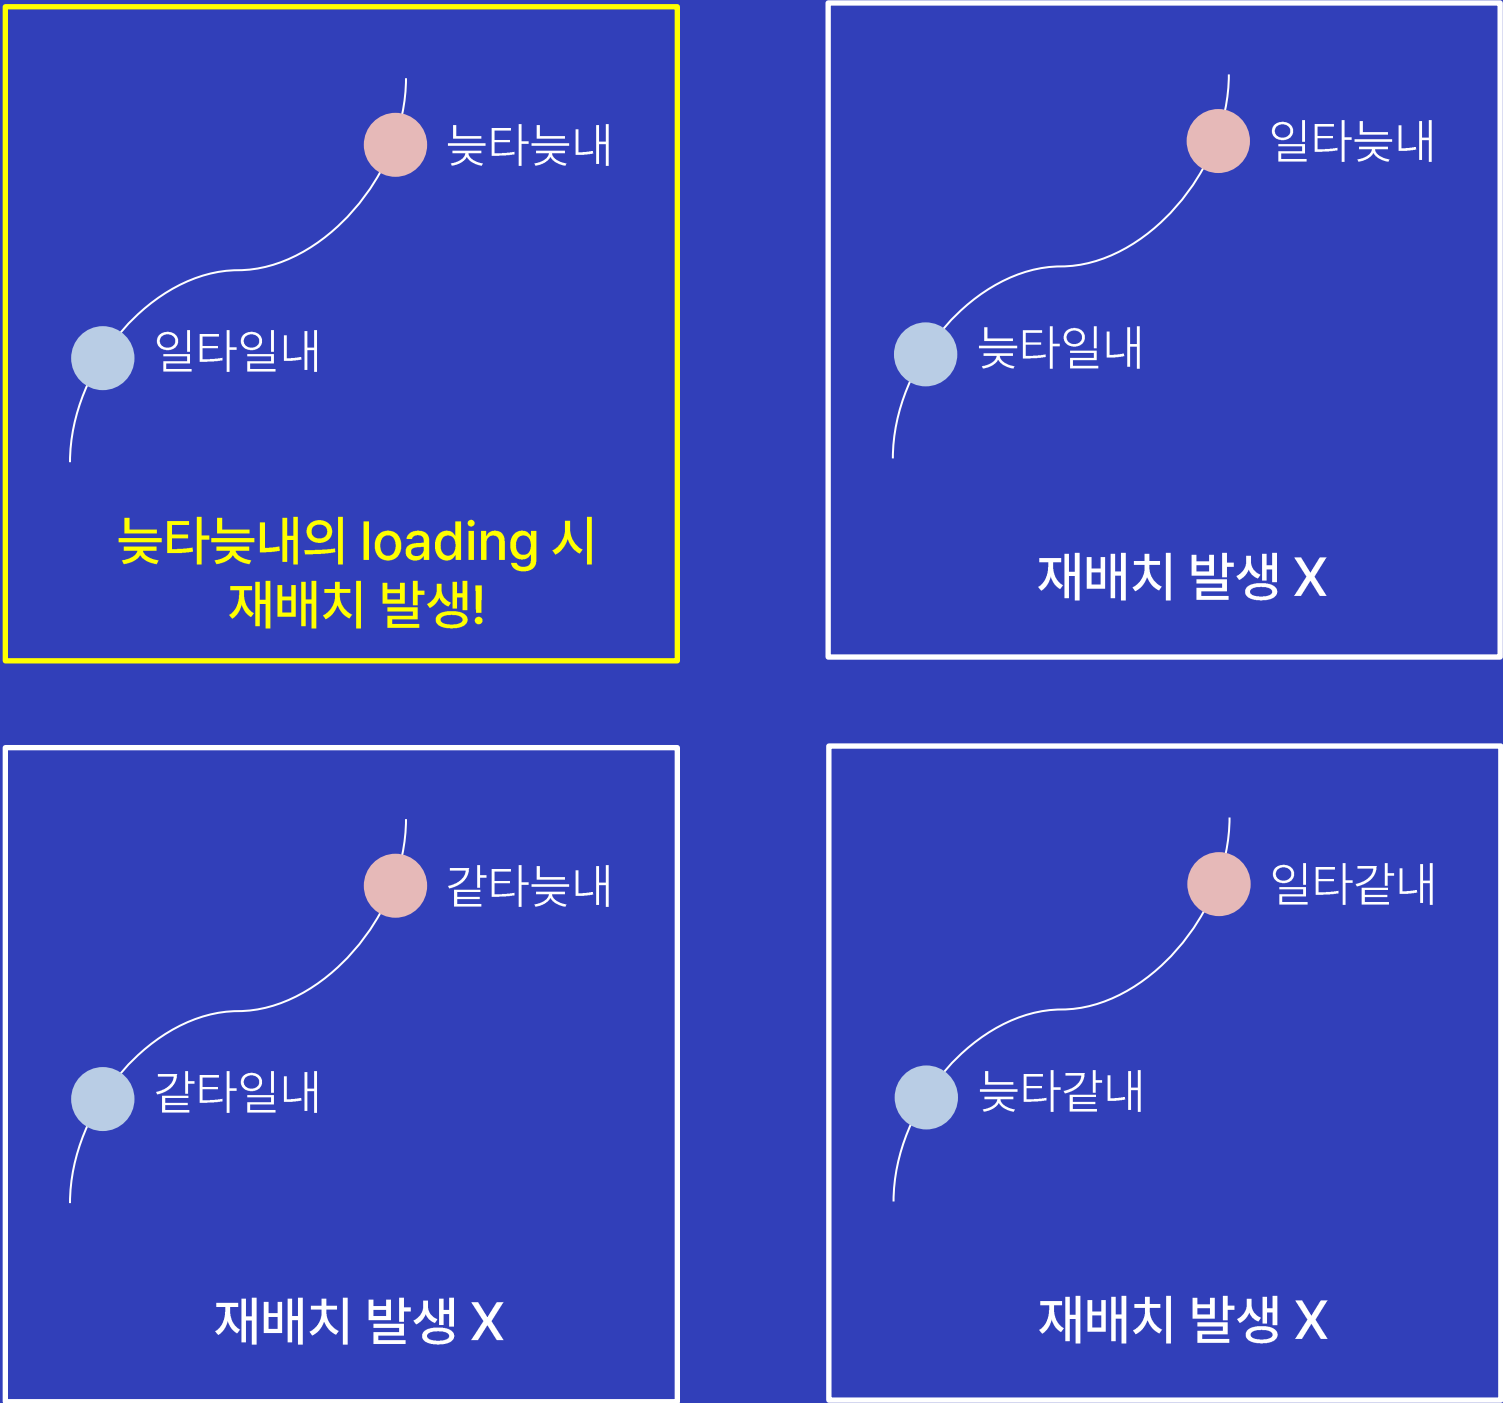 늦타늦내
일타일내
늦타늦내의 loading 시
재배치 발생!
일타늦내
늦타일내
재배치 발생 X
같타늦내
같타일내
재배치 발생 X
일타같내
늦타같내
재배치 발생 X